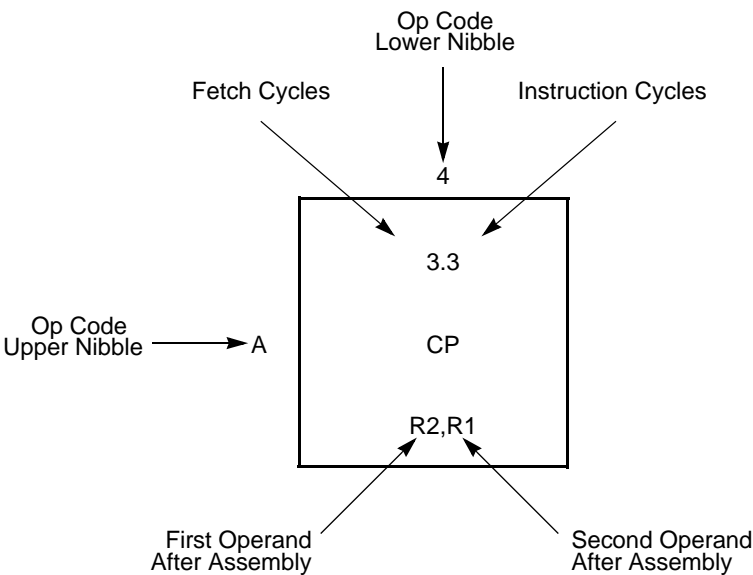 Op Code
Lower Nibble
Fetch Cycles
Instruction Cycles
4
3.3
Op Code
Upper Nibble
A
CP
R2,R1
First Operand
After Assembly
Second Operand
After Assembly